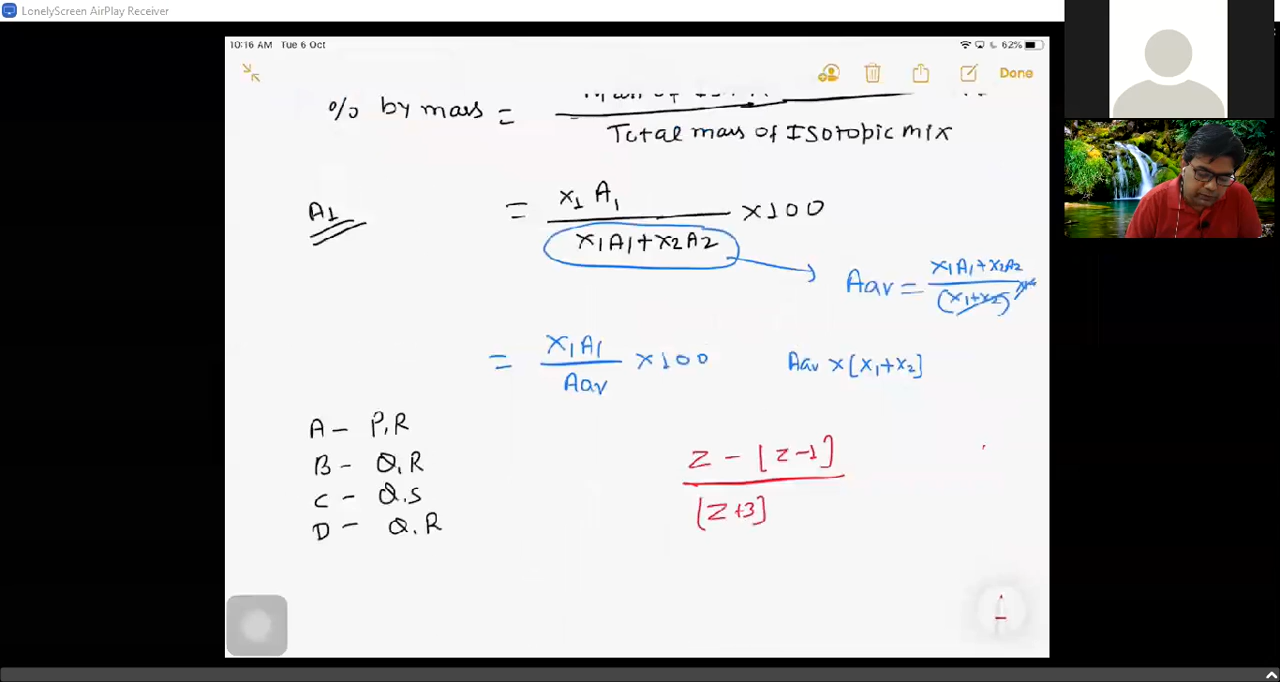 LonelyScreen AirPlay Receiver
10:16 AM Tue 6 Oct
62%
Done
% by mass =
Total mass of Isotopic mix
A1
= x1 A1 / x1A1+x2A2 ×100
Aav = x1A1+x2A2 / (x1+x2)
= x1A1 / Aav ×100
Aav ×[x1+x2]
A – P,R
B – Q,R
C – Q.S
D – Q.R
z – [z–1]
[z+3]